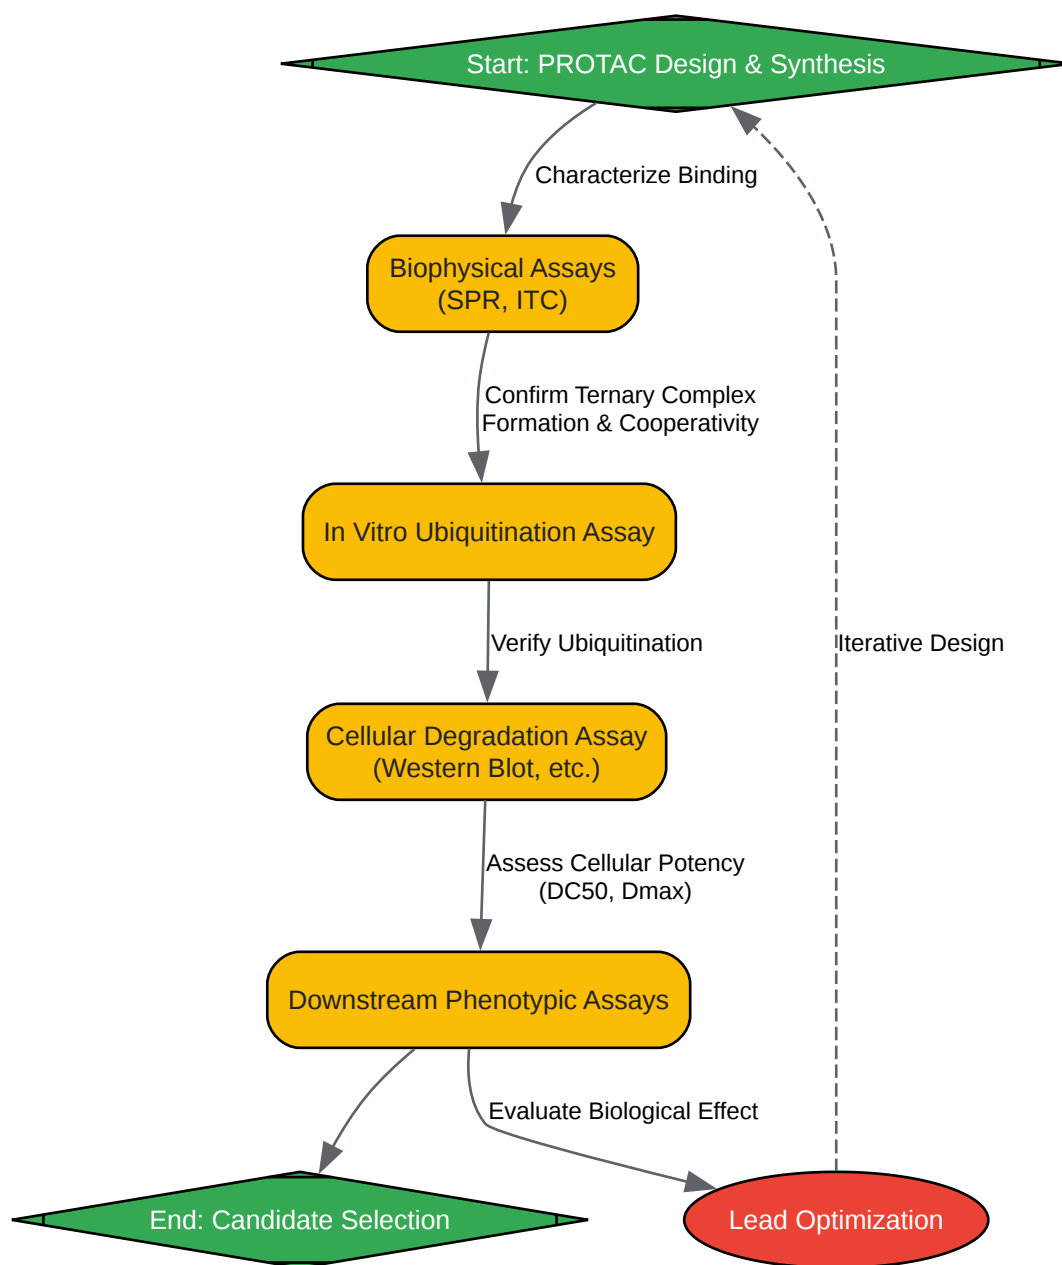 Start: PROTAC Design & Synthesis
Characterize Binding
Biophysical Assays
(SPR, ITC)
Confirm Ternary Complex
Formation & Cooperativity
In Vitro Ubiquitination Assay
Verify Ubiquitination
Iterative Design
Cellular Degradation Assay
(Western Blot, etc.)
Assess Cellular Potency
(DC50, Dmax)
Downstream Phenotypic Assays
Evaluate Biological Effect
End: Candidate Selection
Lead Optimization